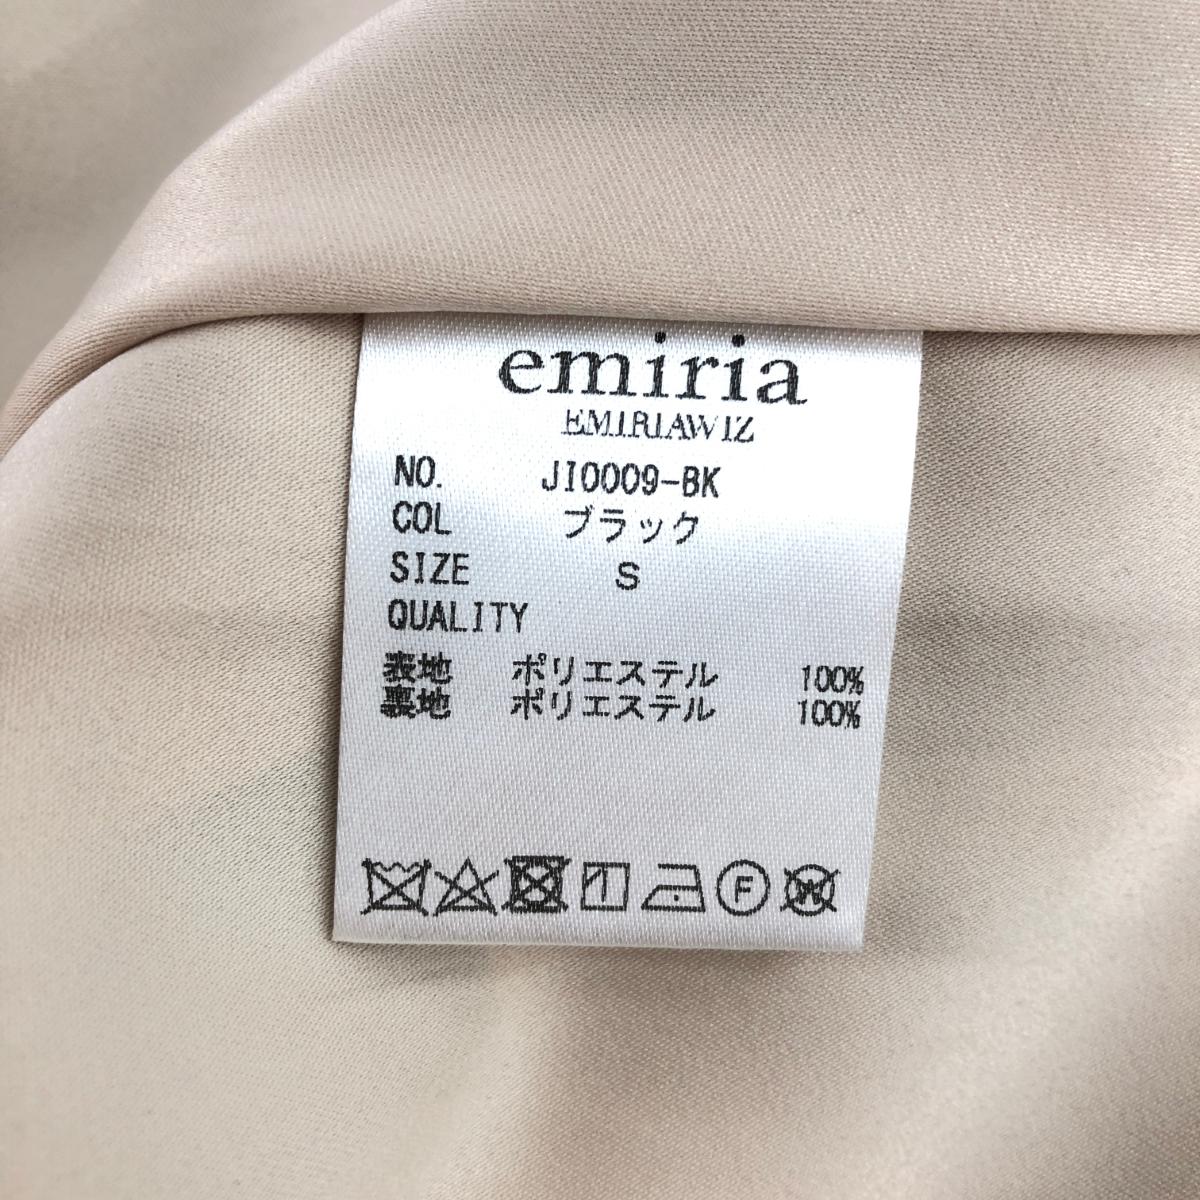 emiria
EMIRIAWIZ
NO. JI0009-BK
COL ブラック
SIZE S
QUALITY
表地 ポリエステル 100%
裏地 ポリエステル 100%
F
W